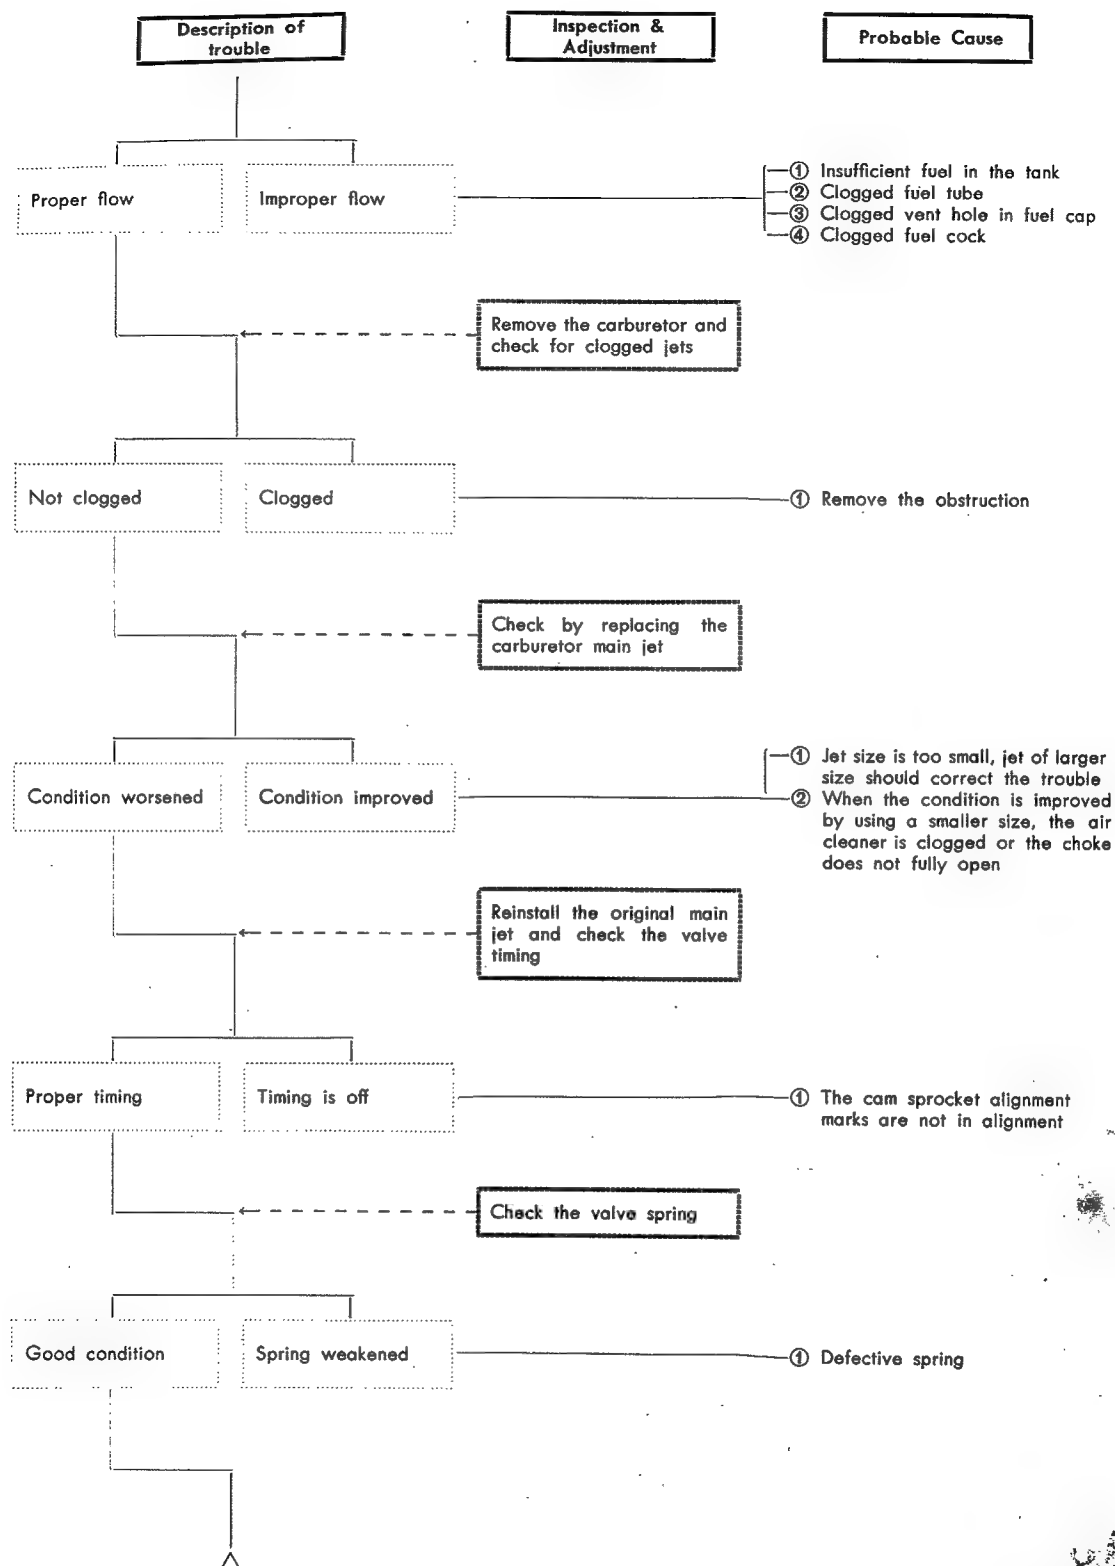 Description of
trouble
Inspection &
Adjustment
Probable Cause
Proper flow
Improper flow
① Insufficient fuel in the tank
② Clogged fuel tube
③ Clogged vent hole in fuel cap
④ Clogged fuel cock
Remove the carburetor and
check for clogged jets
Not clogged
Clogged
① Remove the obstruction
Check by replacing the
carburetor main jet
Condition worsened
Condition improved
① Jet size is too small, jet of larger
size should correct the trouble
② When the condition is improved
by using a smaller size, the air
cleaner is clogged or the choke
does not fully open
Reinstall the original main
jet and check the valve
timing
Proper timing
Timing is off
① The cam sprocket alignment
marks are not in alignment
Check the valve spring
Good condition
Spring weakened
① Defective spring